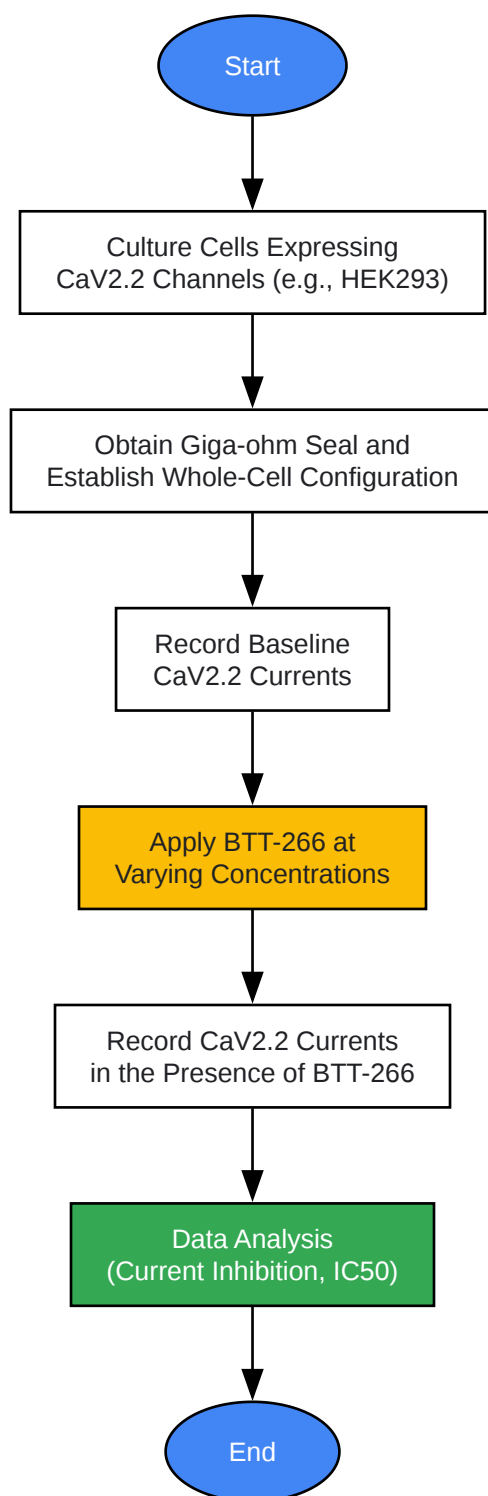 Start
Culture Cells Expressing
CaV2.2 Channels (e.g., HEK293)
Obtain Giga-ohm Seal and
Establish Whole-Cell Configuration
Record Baseline
CaV2.2 Currents
Apply BTT-266 at
Varying Concentrations
Record CaV2.2 Currents
in the Presence of BTT-266
Data Analysis
(Current Inhibition, IC50)
End